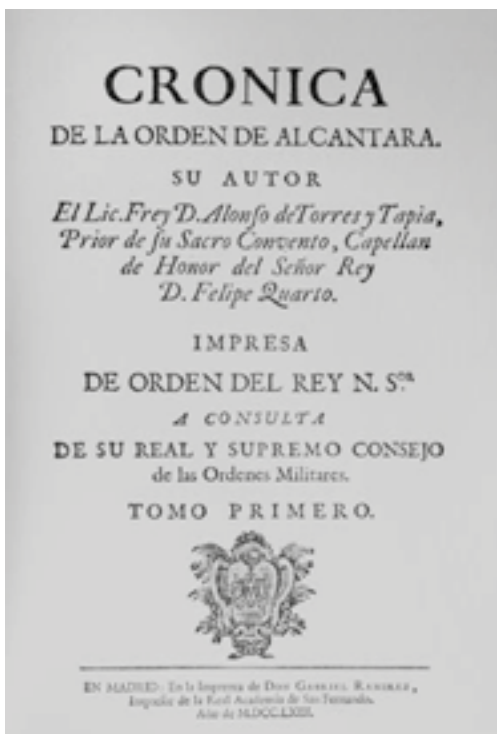 CRONICA
DE LA ORDEN DE ALCANTARA.
SU AUTOR
El Lic. Frey D. Alonſo de Torres y Tapia,
Prior de ſu Sacro Convento, Capellan
de Honor del Señor Rey
D. Felipe Quarto.
IMPRESA
DE ORDEN DEL REY N. S.ᵒʳ
A CONSULTA
DE SU REAL Y SUPREMO CONSEJO
de las Ordenes Militares.
TOMO PRIMERO.
EN MADRID: En la Imprenta de DON GABRIEL RAMIREZ,
Impresor de la Real Academia de San Fernando.
Año de M.DCC.LXIII.